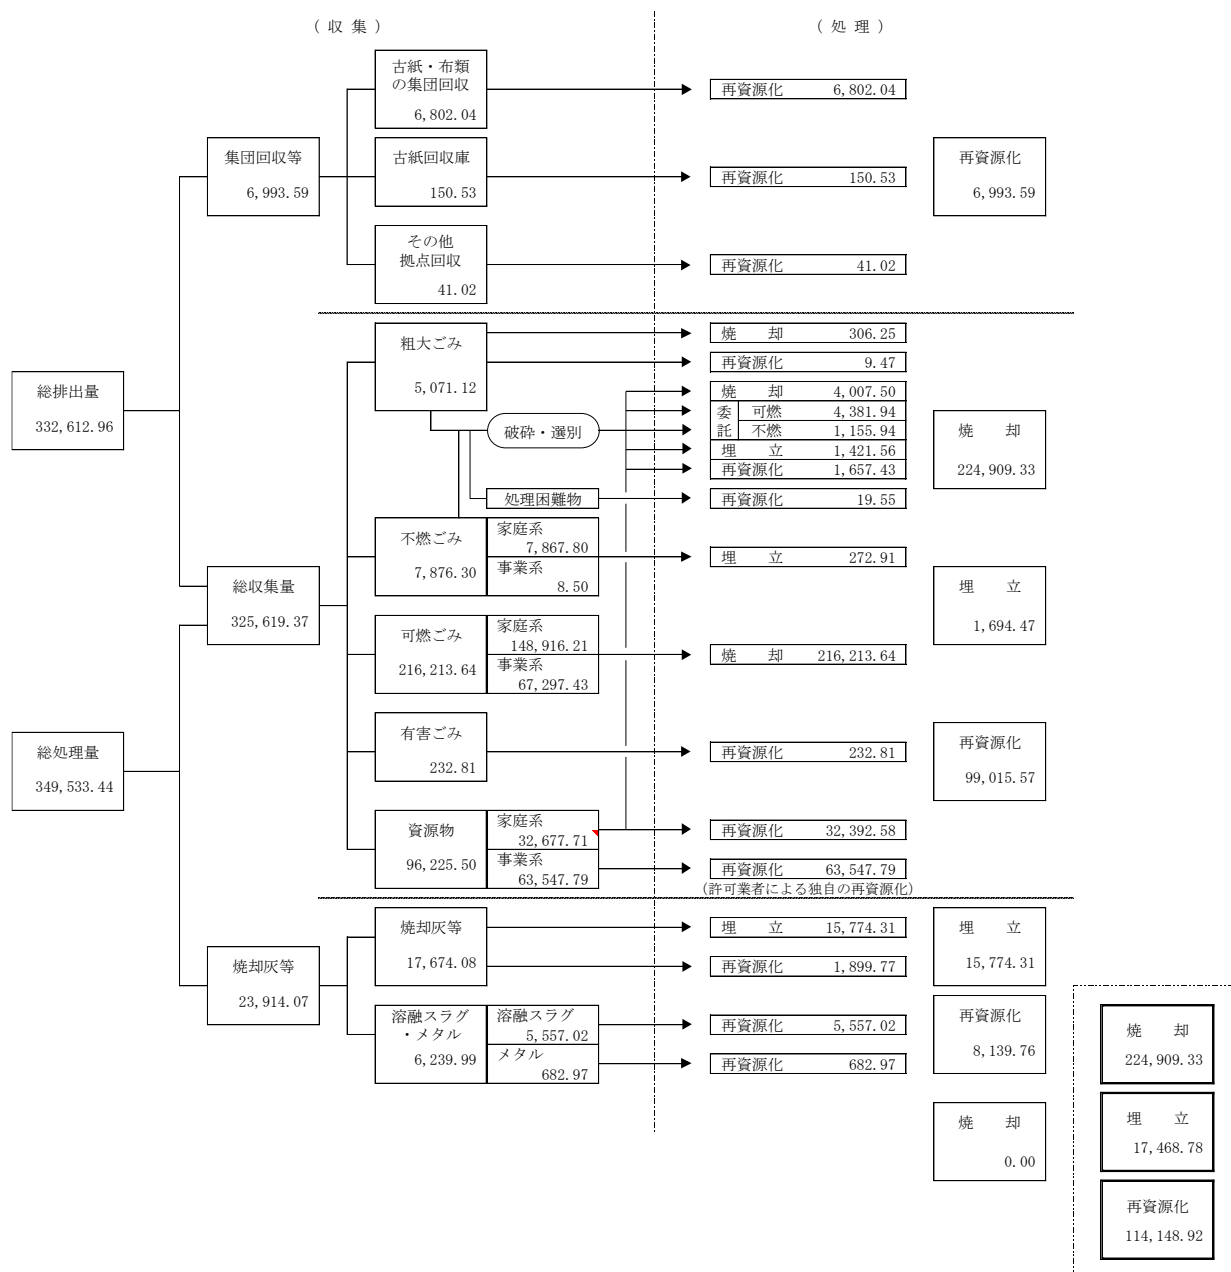 （ 収 集 ）
（ 処 理 ）
古紙・布類
の集団回収
6,802.04
再資源化 6,802.04
集団回収等
6,993.59
古紙回収庫
150.53
再資源化 150.53
再資源化
6,993.59
その他
拠点回収
41.02
再資源化 41.02
粗大ごみ
5,071.12
焼 却 306.25
再資源化 9.47
総排出量
332,612.96
焼 却 4,007.50
委託 可燃 4,381.94
不燃 1,155.94
埋 立 1,421.56
再資源化 1,657.43
破砕・選別
焼 却
224,909.33
処理困難物
再資源化 19.55
不燃ごみ
7,876.30
家庭系
7,867.80
事業系
8.50
埋 立 272.91
総収集量
325,619.37
埋 立
1,694.47
可燃ごみ
216,213.64
家庭系
148,916.21
事業系
67,297.43
焼 却 216,213.64
総処理量
349,533.44
有害ごみ
232.81
再資源化 232.81
再資源化
99,015.57
資源物
96,225.50
家庭系
32,677.71
事業系
63,547.79
再資源化 32,392.58
再資源化 63,547.79
(許可業者による独自の再資源化)
焼却灰等
23,914.07
焼却灰等
17,674.08
埋 立 15,774.31
再資源化 1,899.77
埋 立
15,774.31
溶融スラグ
・メタル
6,239.99
溶融スラグ
5,557.02
メタル
682.97
再資源化 5,557.02
再資源化 682.97
再資源化
8,139.76
焼 却
0.00
焼 却
224,909.33
埋 立
17,468.78
再資源化
114,148.92